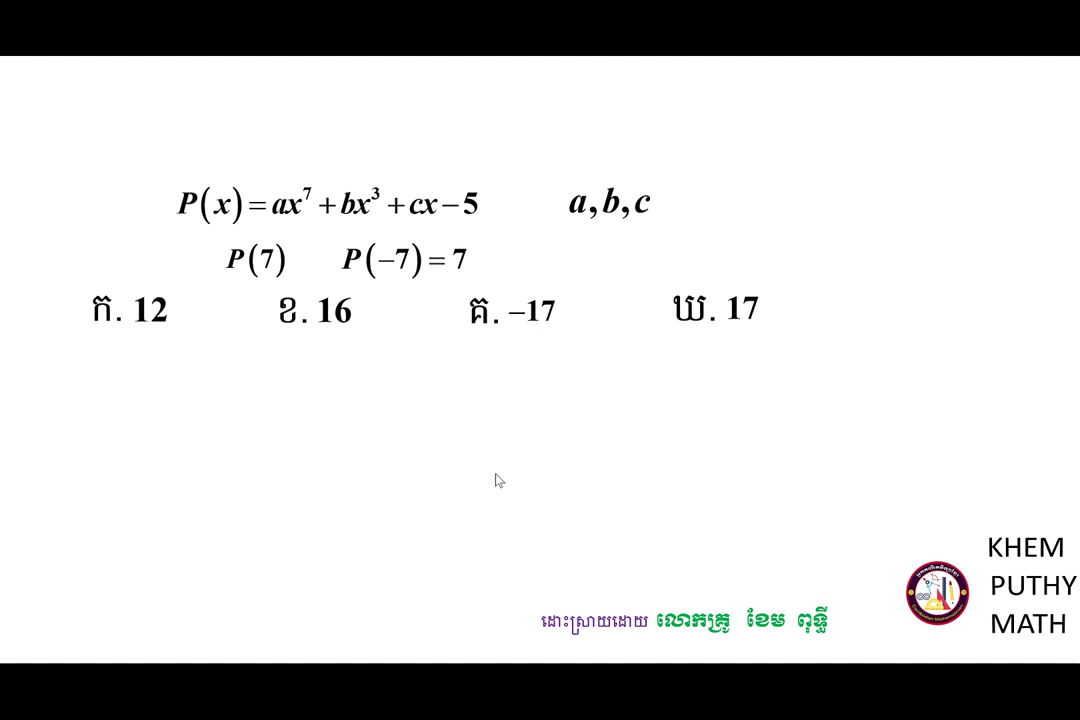 P(x) = ax⁷ + bx³ + cx − 5 a, b, c
P(7) P(−7) = 7
ក. 12 ខ. 16 គ. −17 ឃ. 17
KHEM
PUTHY
MATH
ដោះស្រាយដោយ លោកគ្រូ ខែម ពុទ្ធី